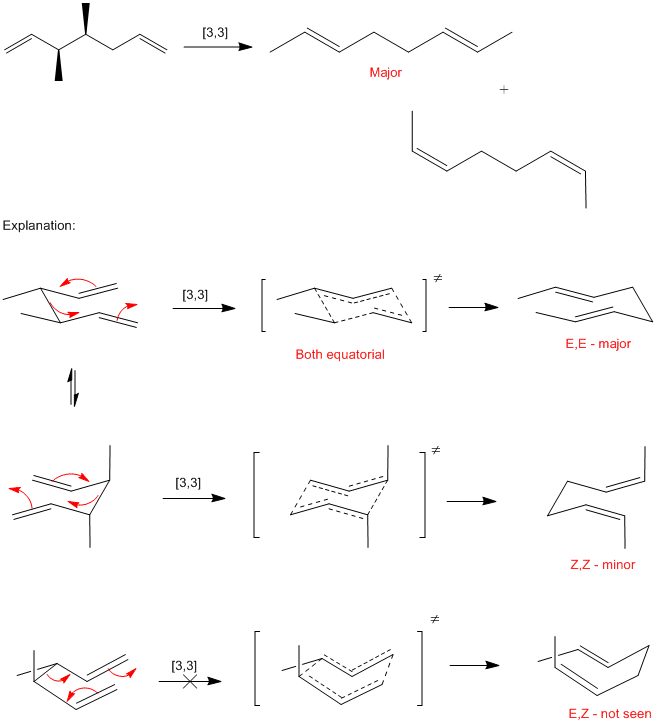 [3,3]
Major
+
Explanation:
[3,3]
≠
Both equatorial
E,E - major
[3,3]
≠
Z,Z - minor
[3,3]
≠
E,Z - not seen